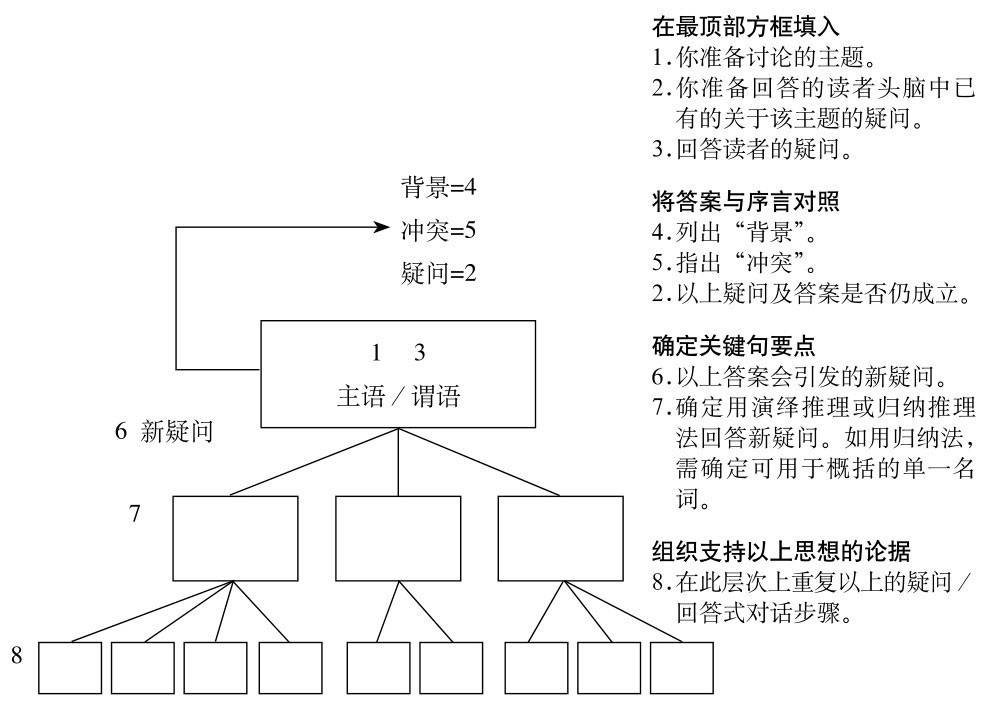 在最顶部方框填入
1.你准备讨论的主题。
2.你准备回答的读者头脑中已
有的关于该主题的疑问。
3.回答读者的疑问。
将答案与序言对照
4.列出“背景”。
5.指出“冲突”。
2.以上疑问及答案是否仍成立。
确定关键句要点
6.以上答案会引发的新疑问。
7.确定用演绎推理或归纳推理
法回答新疑问。如用归纳法，
需确定可用于概括的单一名
词。
组织支持以上思想的论据
8.在此层次上重复以上的疑问／
回答式对话步骤。
背景=4
冲突=5
疑问=2
1 3
主语／谓语
6 新疑问
7
8